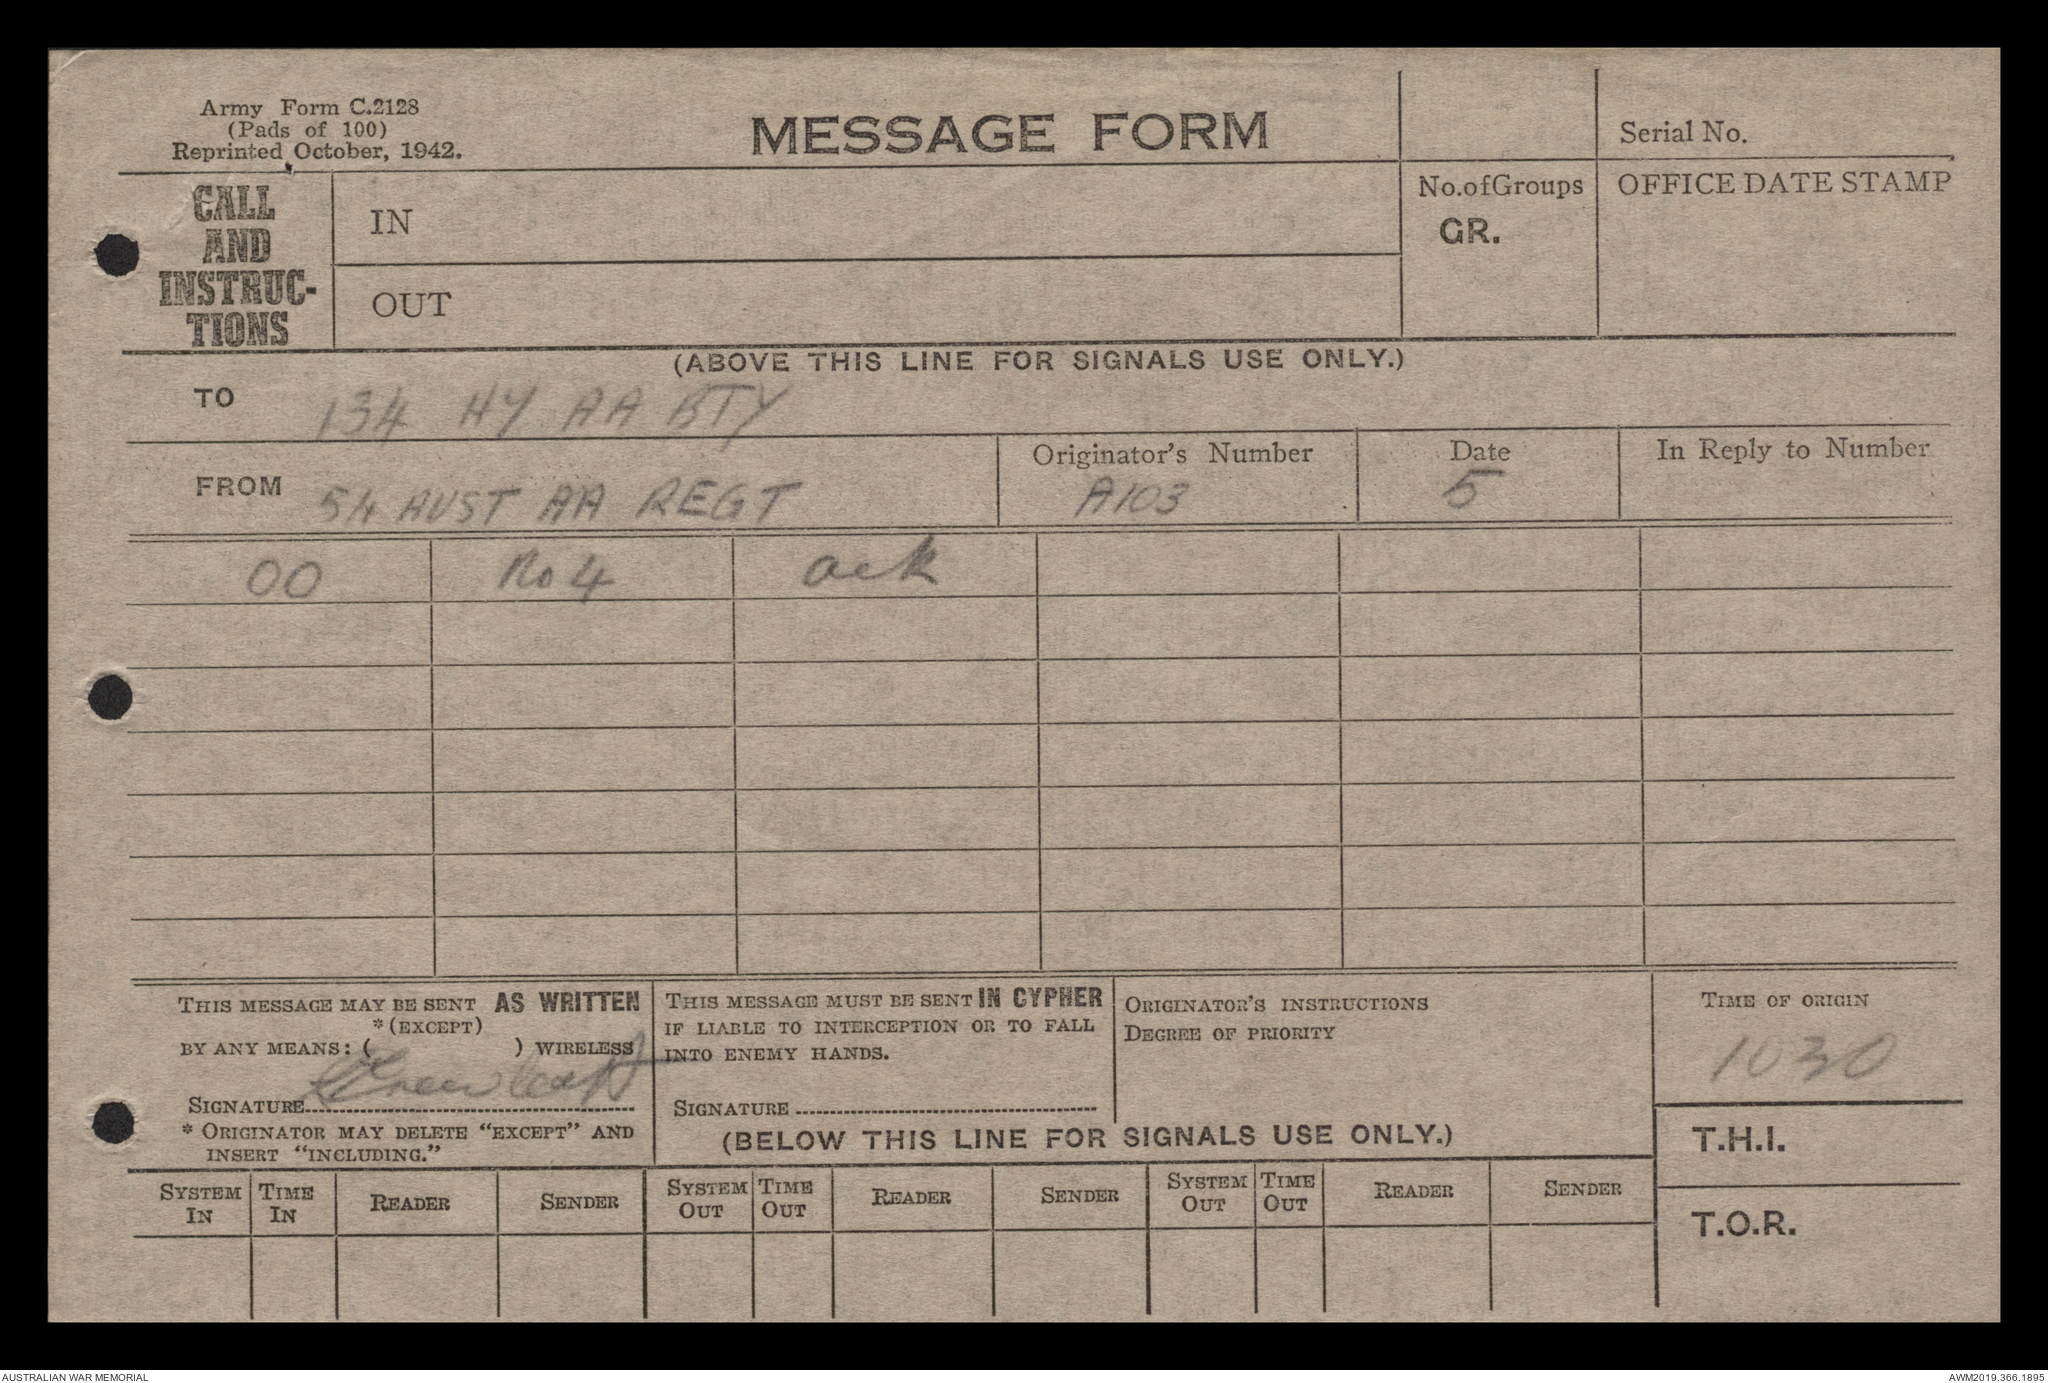 Army Form C.2128
(Pads of 100)
Reprinted October, 1942.
MESSAGE FORM
Serial No.
CALL
AND
INSTRUC-
TIONS
IN
OUT
No.ofGroups
GR.
OFFICE DATE STAMP
(ABOVE THIS LINE FOR SIGNALS USE ONLY.)
TO 134 HY AA BTY
FROM 54 AUST AA REGT
Originator's Number
A103
Date
5
In Reply to Number
OO No 4 ack
THIS MESSAGE MAY BE SENT AS WRITTEN
*(EXCEPT)
BY ANY MEANS: ( ) WIRELESS
SIGNATURE
* ORIGINATOR MAY DELETE "EXCEPT" AND
INSERT "INCLUDING."
THIS MESSAGE MUST BE SENT IN CYPHER
IF LIABLE TO INTERCEPTION OR TO FALL
INTO ENEMY HANDS.
SIGNATURE
ORIGINATOR'S INSTRUCTIONS
DEGREE OF PRIORITY
TIME OF ORIGIN
1030
(BELOW THIS LINE FOR SIGNALS USE ONLY.)
T.H.I.
T.O.R.
SYSTEM IN TIME IN READER SENDER SYSTEM OUT TIME OUT READER SENDER SYSTEM OUT TIME OUT READER SENDER
AUSTRALIAN WAR MEMORIAL
AWM2019.366.1895